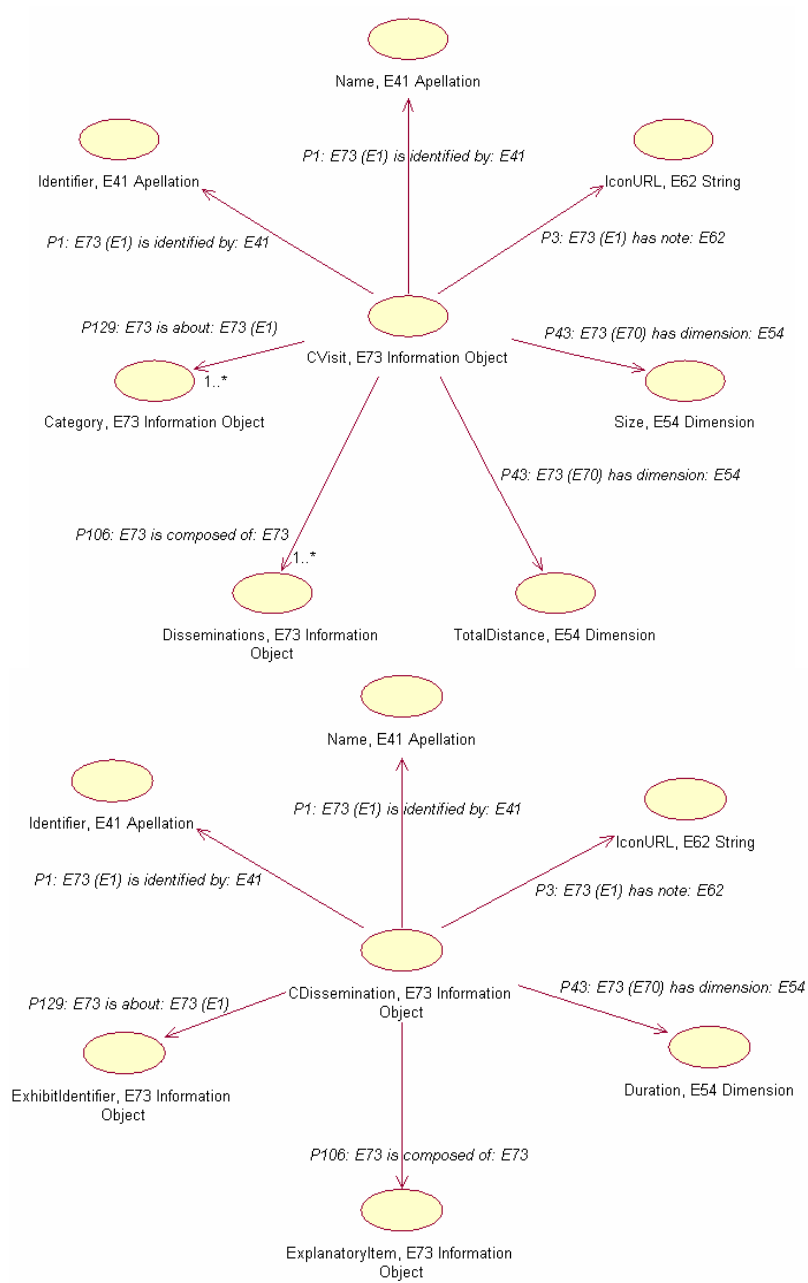 Name, E41 Apellation
Identifier, E41 Apellation
P1: E73 (E1) is identified by: E41
IconURL, E62 String
P1: E73 (E1) is identified by: E41
P3: E73 (E1) has note: E62
P129: E73 is about: E73 (E1)
P43: E73 (E70) has dimension: E54
CVisit, E73 Information Object
1..*
Category, E73 Information Object
Size, E54 Dimension
P43: E73 (E70) has dimension: E54
P106: E73 is composed of: E73
1..*
Disseminations, E73 Information
Object
TotalDistance, E54 Dimension
Name, E41 Apellation
Identifier, E41 Apellation
P1: E73 (E1) is identified by: E41
IconURL, E62 String
P1: E73 (E1) is identified by: E41
P3: E73 (E1) has note: E62
P129: E73 is about: E73 (E1)
CDissemination, E73 Information
Object
P43: E73 (E70) has dimension: E54
ExhibitIdentifier, E73 Information
Object
Duration, E54 Dimension
P106: E73 is composed of: E73
ExplanatoryItem, E73 Information
Object